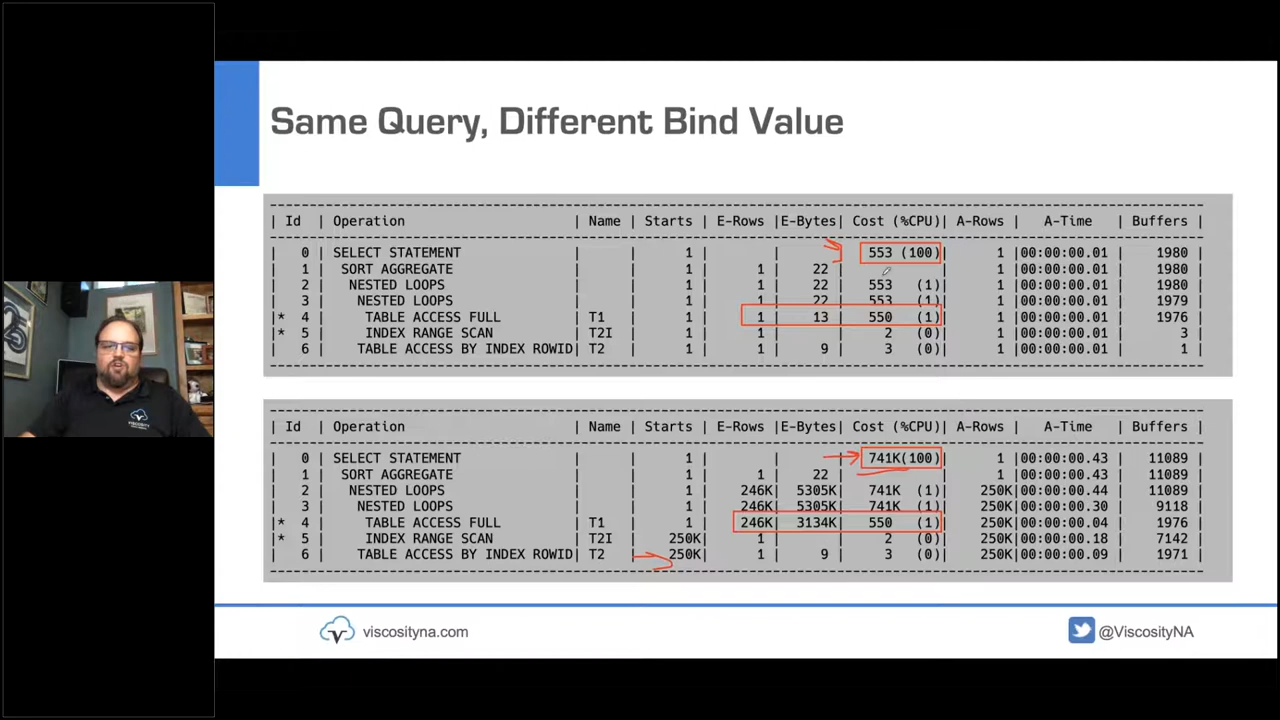 Same Query, Different Bind Value
| Id | Operation | Name | Starts | E-Rows |E-Bytes| Cost (%CPU)| A-Rows | A-Time | Buffers |
| 0 | SELECT STATEMENT | | 1 | | | 553 (100)| 1 |00:00:00.01 | 1980 |
| 1 | SORT AGGREGATE | | 1 | 1 | 22 | | 1 |00:00:00.01 | 1980 |
| 2 | NESTED LOOPS | | 1 | 1 | 22 | 553 (1)| 1 |00:00:00.01 | 1980 |
| 3 | NESTED LOOPS | | 1 | 1 | 22 | 553 (1)| 1 |00:00:00.01 | 1979 |
|* 4 | TABLE ACCESS FULL | T1 | 1 | 1 | 13 | 550 (1)| 1 |00:00:00.01 | 1976 |
|* 5 | INDEX RANGE SCAN | T2I | 1 | 1 | | 2 (0)| 1 |00:00:00.01 | 3 |
| 6 | TABLE ACCESS BY INDEX ROWID| T2 | 1 | 1 | 9 | 3 (0)| 1 |00:00:00.01 | 1 |
| Id | Operation | Name | Starts | E-Rows |E-Bytes| Cost (%CPU)| A-Rows | A-Time | Buffers |
| 0 | SELECT STATEMENT | | 1 | | | 741K(100)| 1 |00:00:00.43 | 11089 |
| 1 | SORT AGGREGATE | | 1 | 1 | 22 | | 1 |00:00:00.43 | 11089 |
| 2 | NESTED LOOPS | | 1 | 246K| 5305K| 741K (1)| 250K|00:00:00.44 | 11089 |
| 3 | NESTED LOOPS | | 1 | 246K| 5305K| 741K (1)| 250K|00:00:00.30 | 9118 |
|* 4 | TABLE ACCESS FULL | T1 | 1 | 246K| 3134K| 550 (1)| 250K|00:00:00.04 | 1976 |
|* 5 | INDEX RANGE SCAN | T2I | 250K| 1 | | 2 (0)| 250K|00:00:00.18 | 7142 |
| 6 | TABLE ACCESS BY INDEX ROWID| T2 | 250K| 1 | 9 | 3 (0)| 250K|00:00:00.09 | 1971 |
VISCOSITY
viscosityna.com
@ViscosityNA